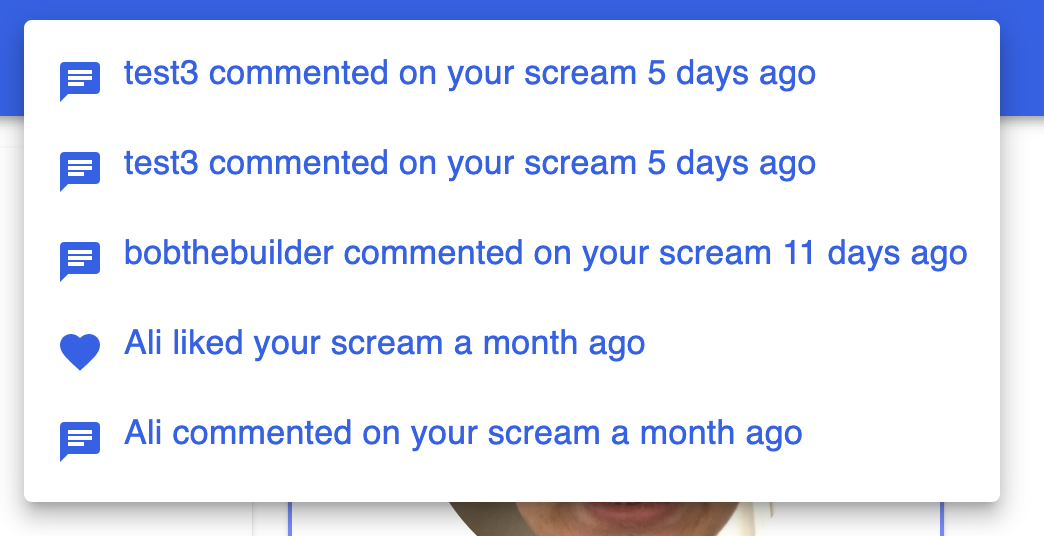 test3 commented on your scream 5 days ago
test3 commented on your scream 5 days ago
bobthebuilder commented on your scream 11 days ago
Ali liked your scream a month ago
Ali commented on your scream a month ago